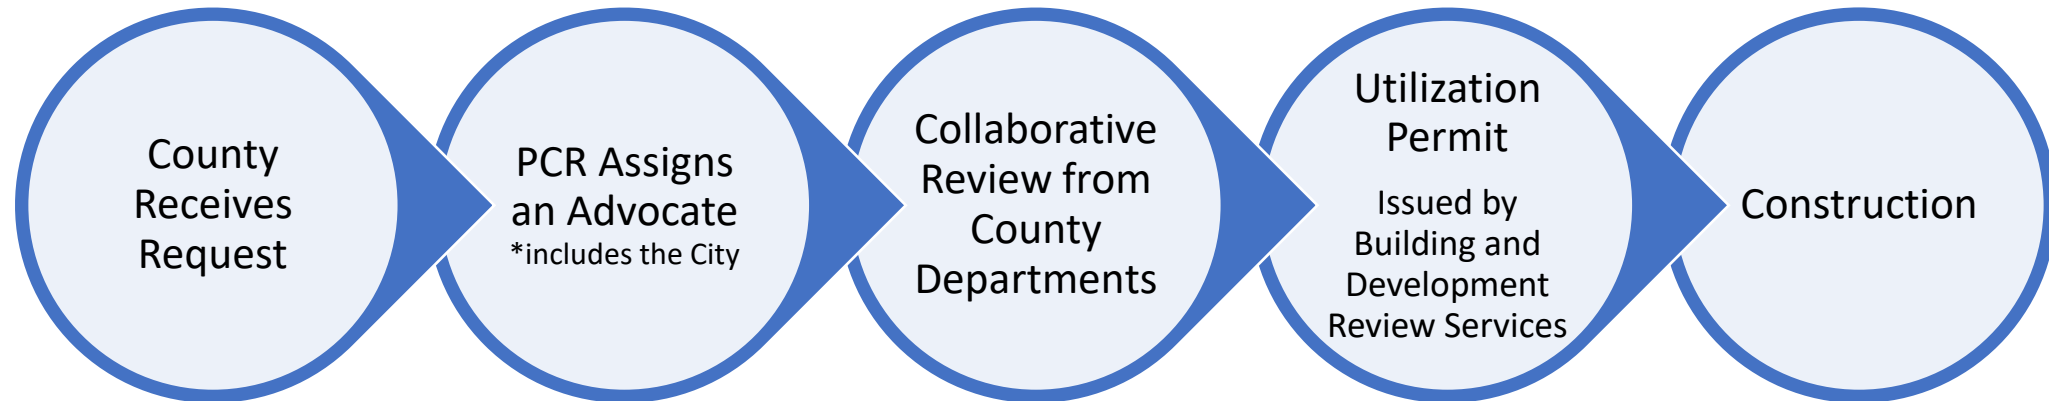 County
Receives
Request
PCR Assigns
an Advocate
*includes the City
Collaborative
Review from
County
Departments
Utilization
Permit
Issued by
Building and
Development
Review Services
Construction